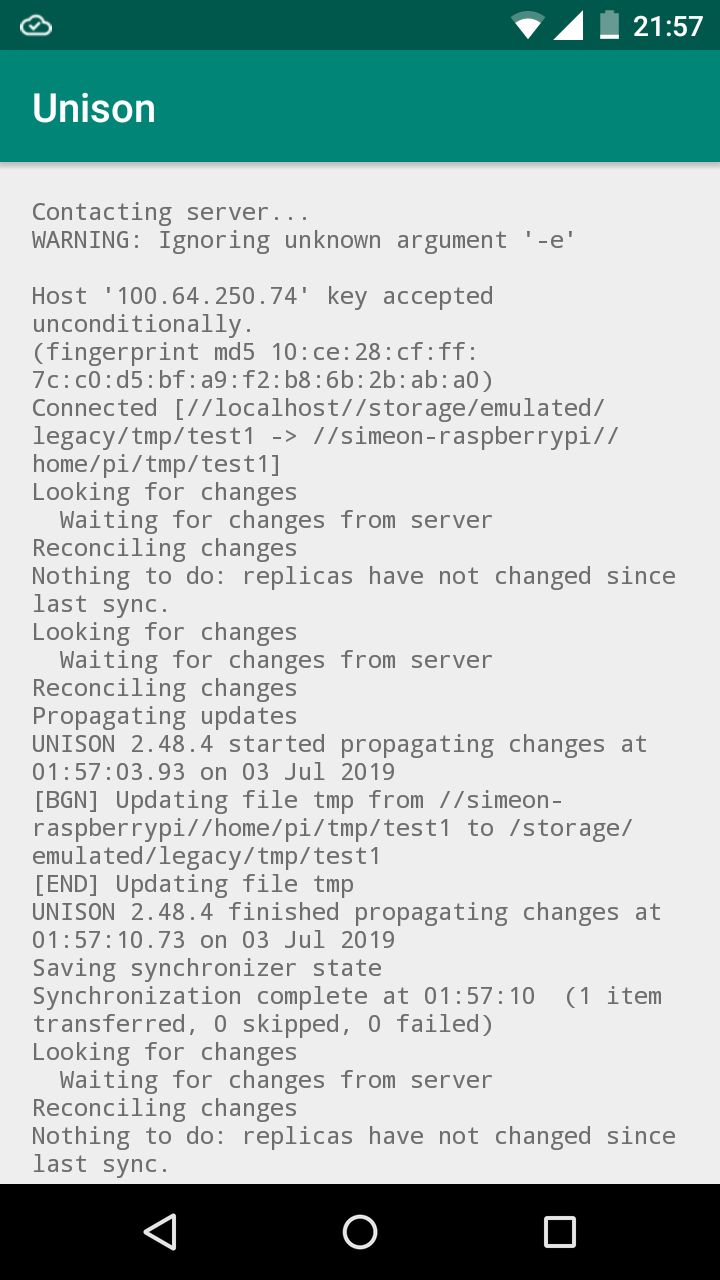 21:57
Unison
Contacting server...
WARNING: Ignoring unknown argument '-e'
Host '100.64.250.74' key accepted
unconditionally.
(fingerprint md5 10:ce:28:cf:ff:
7c:c0:d5:bf:a9:f2:b8:6b:2b:ab:a0)
Connected [//localhost//storage/emulated/
legacy/tmp/test1 -> //simeon-raspberrypi//
home/pi/tmp/test1]
Looking for changes
  Waiting for changes from server
Reconciling changes
Nothing to do: replicas have not changed since
last sync.
Looking for changes
  Waiting for changes from server
Reconciling changes
Propagating updates
UNISON 2.48.4 started propagating changes at
01:57:03.93 on 03 Jul 2019
[BGN] Updating file tmp from //simeon-
raspberrypi//home/pi/tmp/test1 to /storage/
emulated/legacy/tmp/test1
[END] Updating file tmp
UNISON 2.48.4 finished propagating changes at
01:57:10.73 on 03 Jul 2019
Saving synchronizer state
Synchronization complete at 01:57:10  (1 item
transferred, 0 skipped, 0 failed)
Looking for changes
  Waiting for changes from server
Reconciling changes
Nothing to do: replicas have not changed since
last sync.